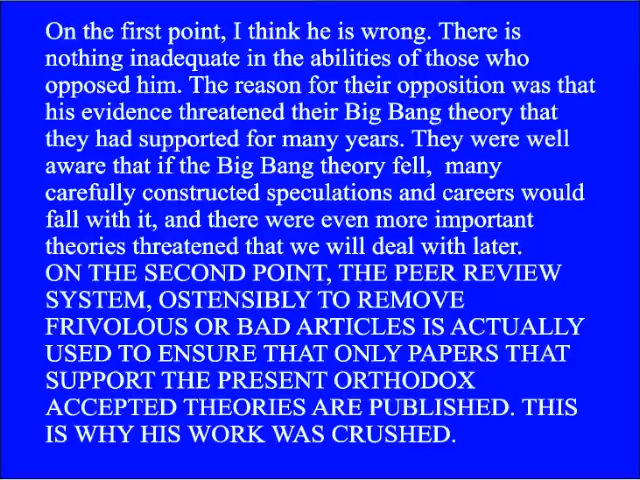 On the first point, I think he is wrong. There is
nothing inadequate in the abilities of those who
opposed him. The reason for their opposition was that
his evidence threatened their Big Bang theory that
they had supported for many years. They were well
aware that if the Big Bang theory fell,  many
carefully constructed speculations and careers would
fall with it, and there were even more important
theories threatened that we will deal with later.
ON THE SECOND POINT, THE PEER REVIEW
SYSTEM, OSTENSIBLY TO REMOVE
FRIVOLOUS OR BAD ARTICLES IS ACTUALLY
USED TO ENSURE THAT ONLY PAPERS THAT
SUPPORT THE PRESENT ORTHODOX
ACCEPTED THEORIES ARE PUBLISHED. THIS
IS WHY HIS WORK WAS CRUSHED.